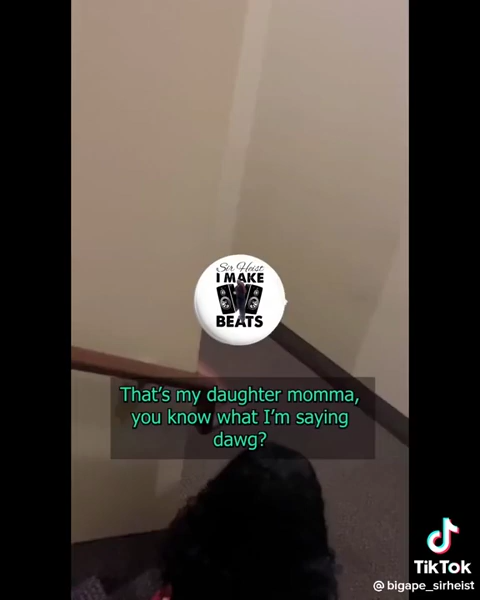 Sir Heist
I MAKE
BEATS
That's my daughter momma,
you know what I'm saying
dawg?
TikTok
@bigape_sirheist